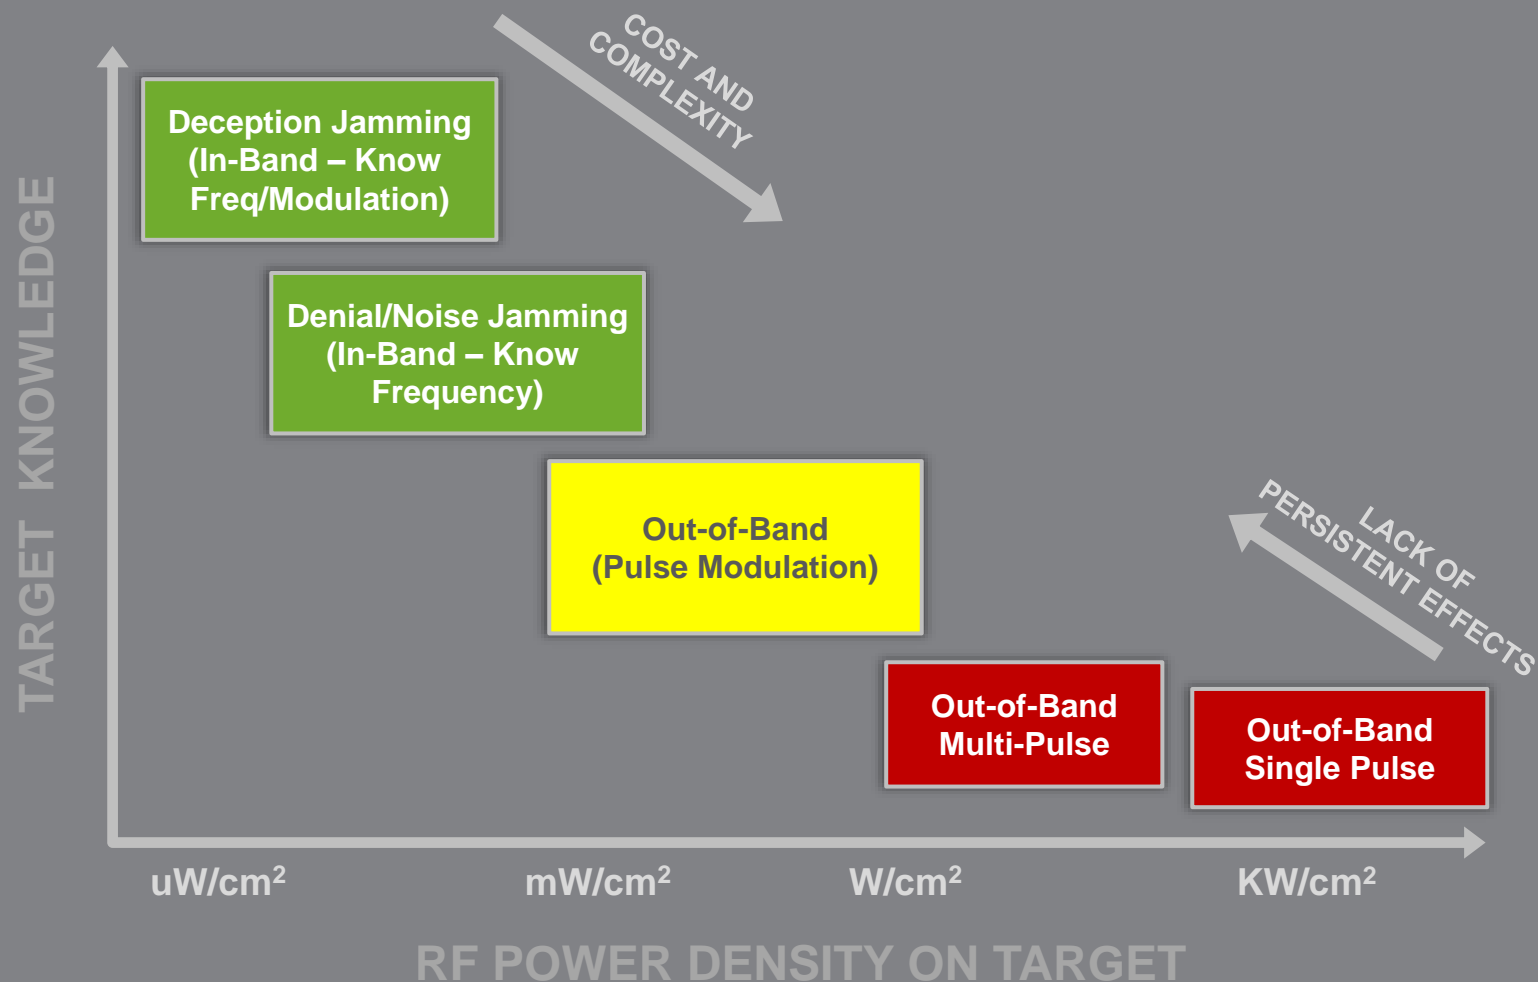 COST AND
COMPLEXITY
Deception Jamming
(In-Band – Know
Freq/Modulation)
TARGET KNOWLEDGE
Denial/Noise Jamming
(In-Band – Know
Frequency)
Out-of-Band
(Pulse Modulation)
LACK OF
PERSISTENT EFFECTS
Out-of-Band
Multi-Pulse
Out-of-Band
Single Pulse
uW/cm² mW/cm² W/cm² KW/cm²
RF POWER DENSITY ON TARGET